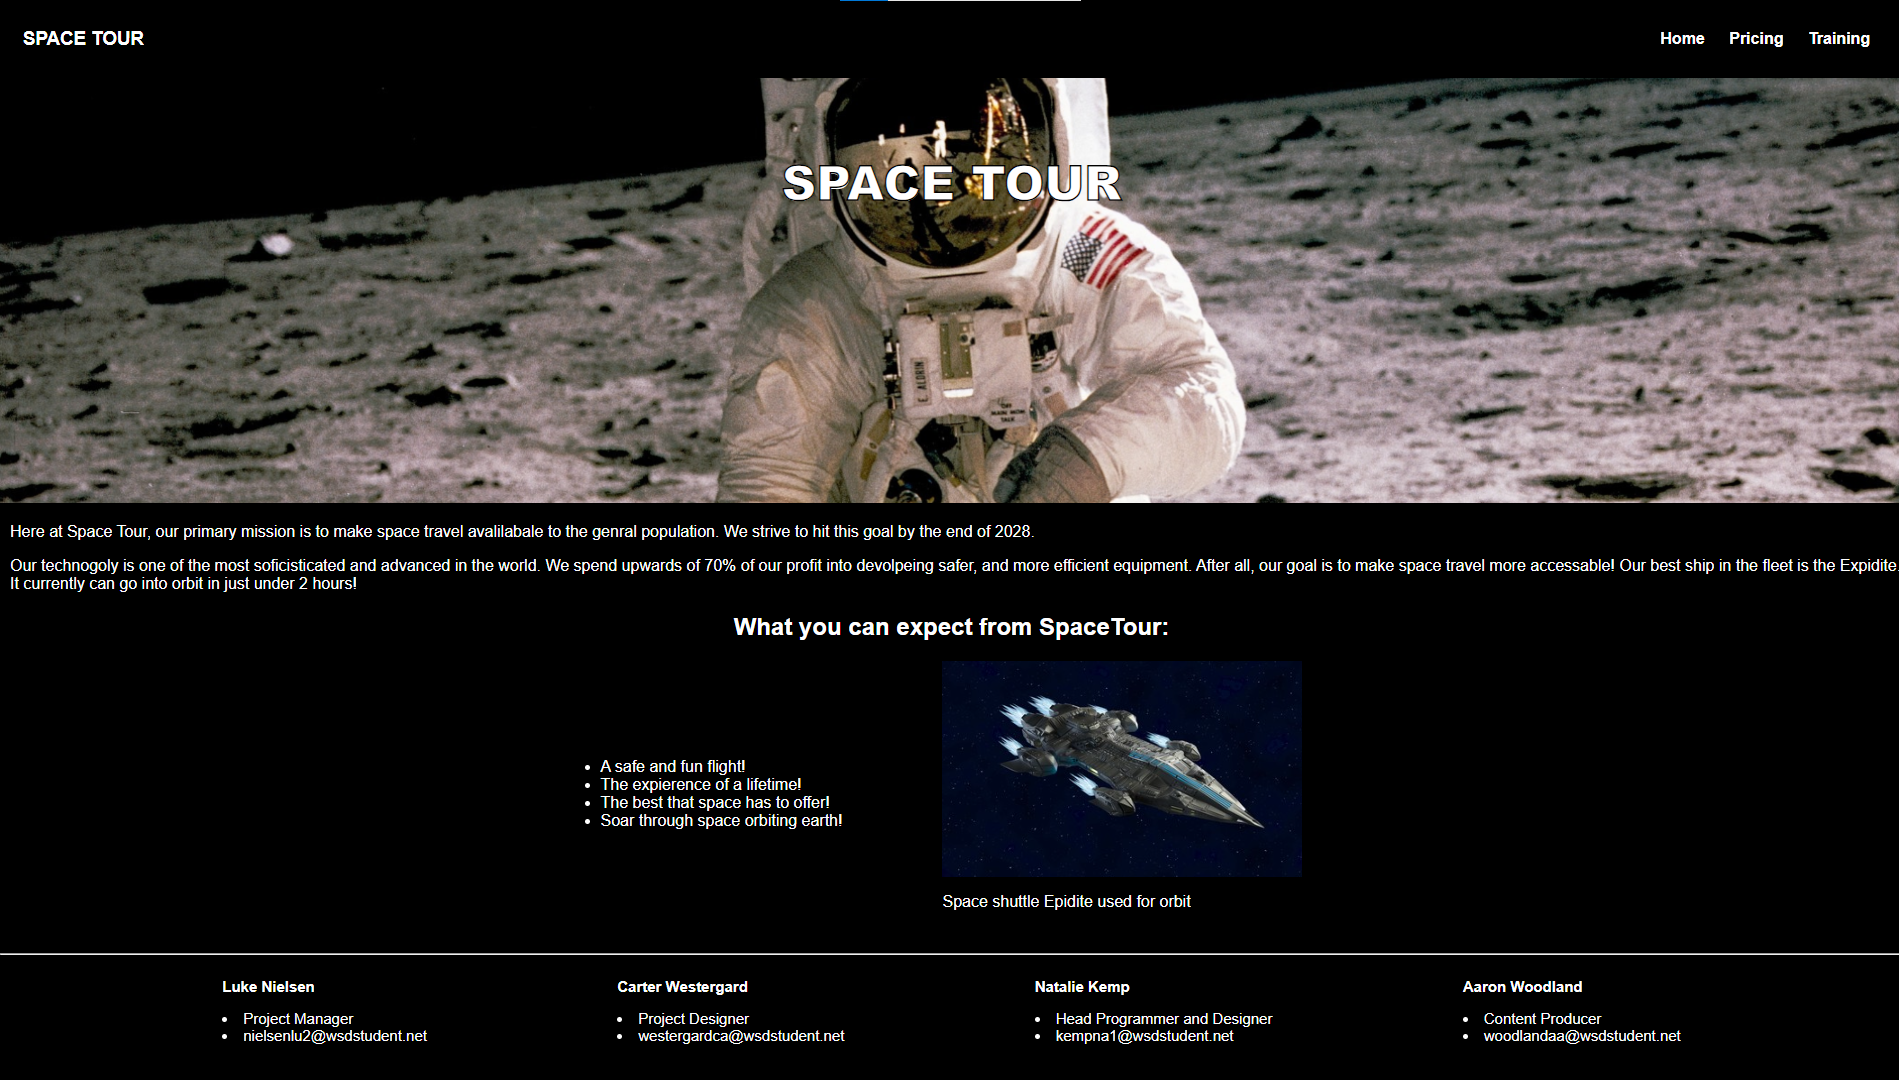 SPACE TOUR
Home Pricing Training
SPACE TOUR
E. ALDRIN
Here at Space Tour, our primary mission is to make space travel avalilabale to the genral population. We strive to hit this goal by the end of 2028.
Our technogoly is one of the most soficisticated and advanced in the world. We spend upwards of 70% of our profit into devolpeing safer, and more efficient equipment. After all, our goal is to make space travel more accessable! Our best ship in the fleet is the Expidite.
It currently can go into orbit in just under 2 hours!
What you can expect from SpaceTour:
• A safe and fun flight!
• The expierence of a lifetime!
• The best that space has to offer!
• Soar through space orbiting earth!
Space shuttle Epidite used for orbit
Luke Nielsen
• Project Manager
• nielsenlu2@wsdstudent.net
Carter Westergard
• Project Designer
• westergardca@wsdstudent.net
Natalie Kemp
• Head Programmer and Designer
• kempna1@wsdstudent.net
Aaron Woodland
• Content Producer
• woodlandaa@wsdstudent.net